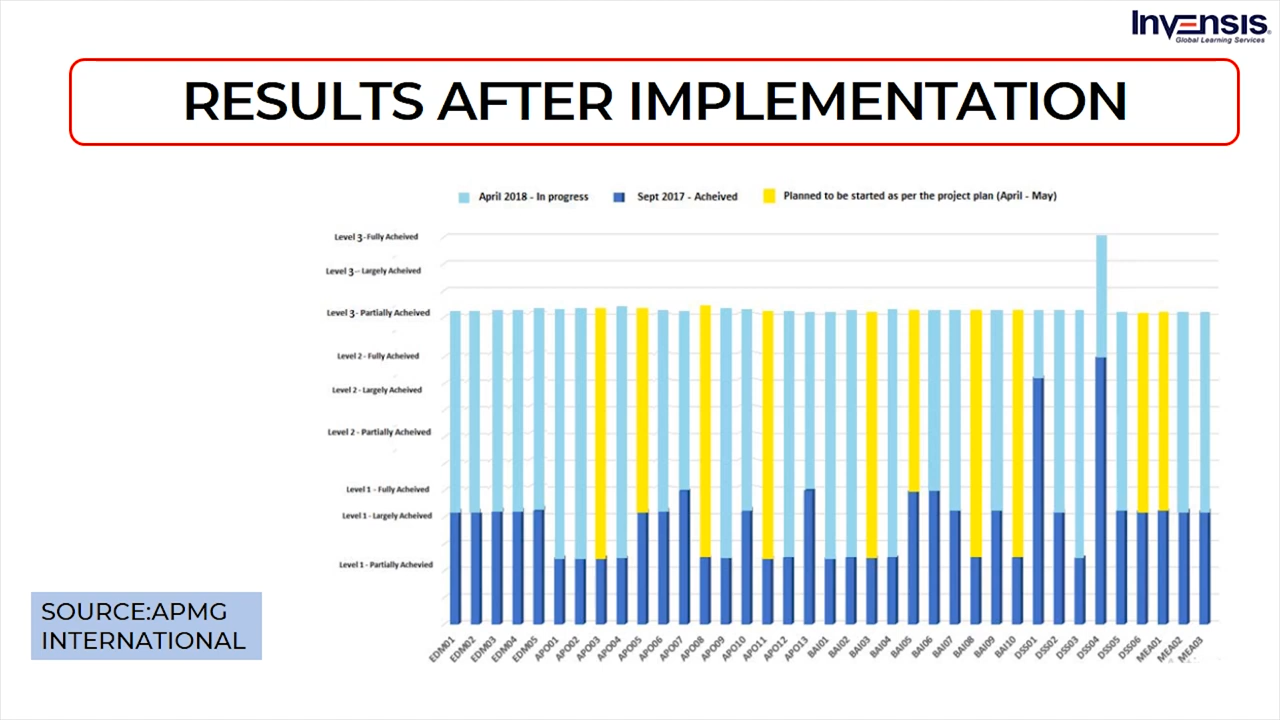 Invensis
Global Learning Services
RESULTS AFTER IMPLEMENTATION
April 2018 - In progress
Sept 2017 - Acheived
Planned to be started as per the project plan (April - May)
Level 3-Fully Acheived
Level 3-- Largely Acheived
Level 3- Partially Acheived
Level 2 - Fully Acheived
Level 2 - Largely Acheived
Level 2 - Partially Acheived
Level 1 - Fully Acheived
Level 1 - Largely Acheived
Level 1 - Partially Achevied
SOURCE:APMG
INTERNATIONAL
EDM01
EDM02
EDM03
EDM04
EDM05
APO01
APO02
APO03
APO04
APO05
APO06
APO07
APO08
APO09
APO10
APO11
APO12
APO13
BAI01
BAI02
BAI03
BAI04
BAI05
BAI06
BAI07
BAI08
BAI09
BAI10
DSS01
DSS02
DSS03
DSS04
DSS05
DSS06
MEA01
MEA02
MEA03